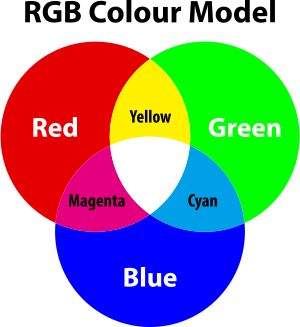 RGB Colour Model
Yellow
Red
Green
Magenta
Cyan
Blue